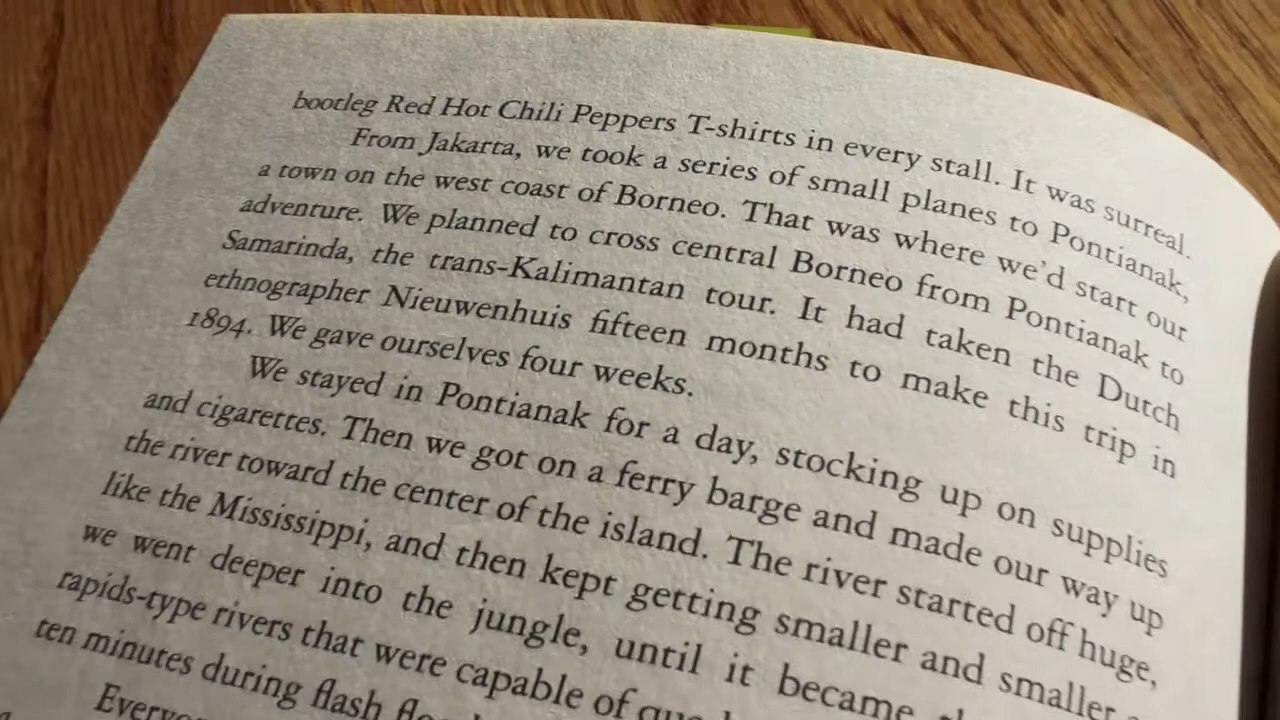 bootleg Red Hot Chili Peppers T-shirts in every stall. It was surreal.
From Jakarta, we took a series of small planes to Pontianak,
a town on the west coast of Borneo. That was where we'd start our
adventure. We planned to cross central Borneo from Pontianak to
Samarinda, the trans-Kalimantan tour. It had taken the Dutch
ethnographer Nieuwenhuis fifteen months to make this trip in
1894. We gave ourselves four weeks.
We stayed in Pontianak for a day, stocking up on supplies
and cigarettes. Then we got on a ferry barge and made our way up
the river toward the center of the island. The river started off huge,
like the Mississippi, and then kept getting smaller and smaller
we went deeper into the jungle, until it became
rapids-type rivers that were capable of
ten minutes during flash